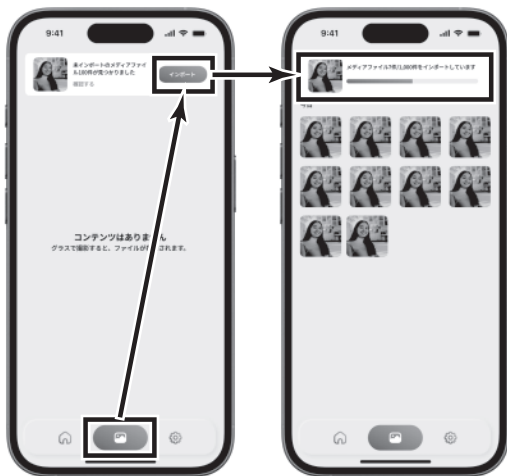 9:41
未インポートのメディアファイ
ル100件が見つかりました
確認する
インポート
コンテンツはありません
グラスで撮影すると、ファイルが
されます。
9:41
メディアファイル7件/1,000件をインポートしています